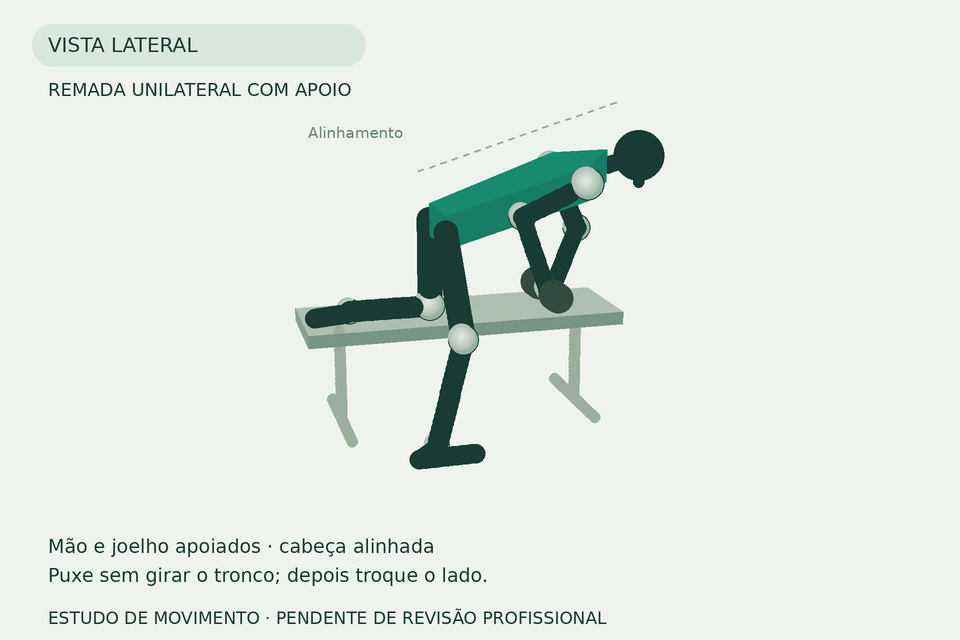 VISTA LATERAL
REMADA UNILATERAL COM APOIO
Alinhamento
Mão e joelho apoiados · cabeça alinhada
Puxe sem girar o tronco; depois troque o lado.
ESTUDO DE MOVIMENTO · PENDENTE DE REVISÃO PROFISSIONAL